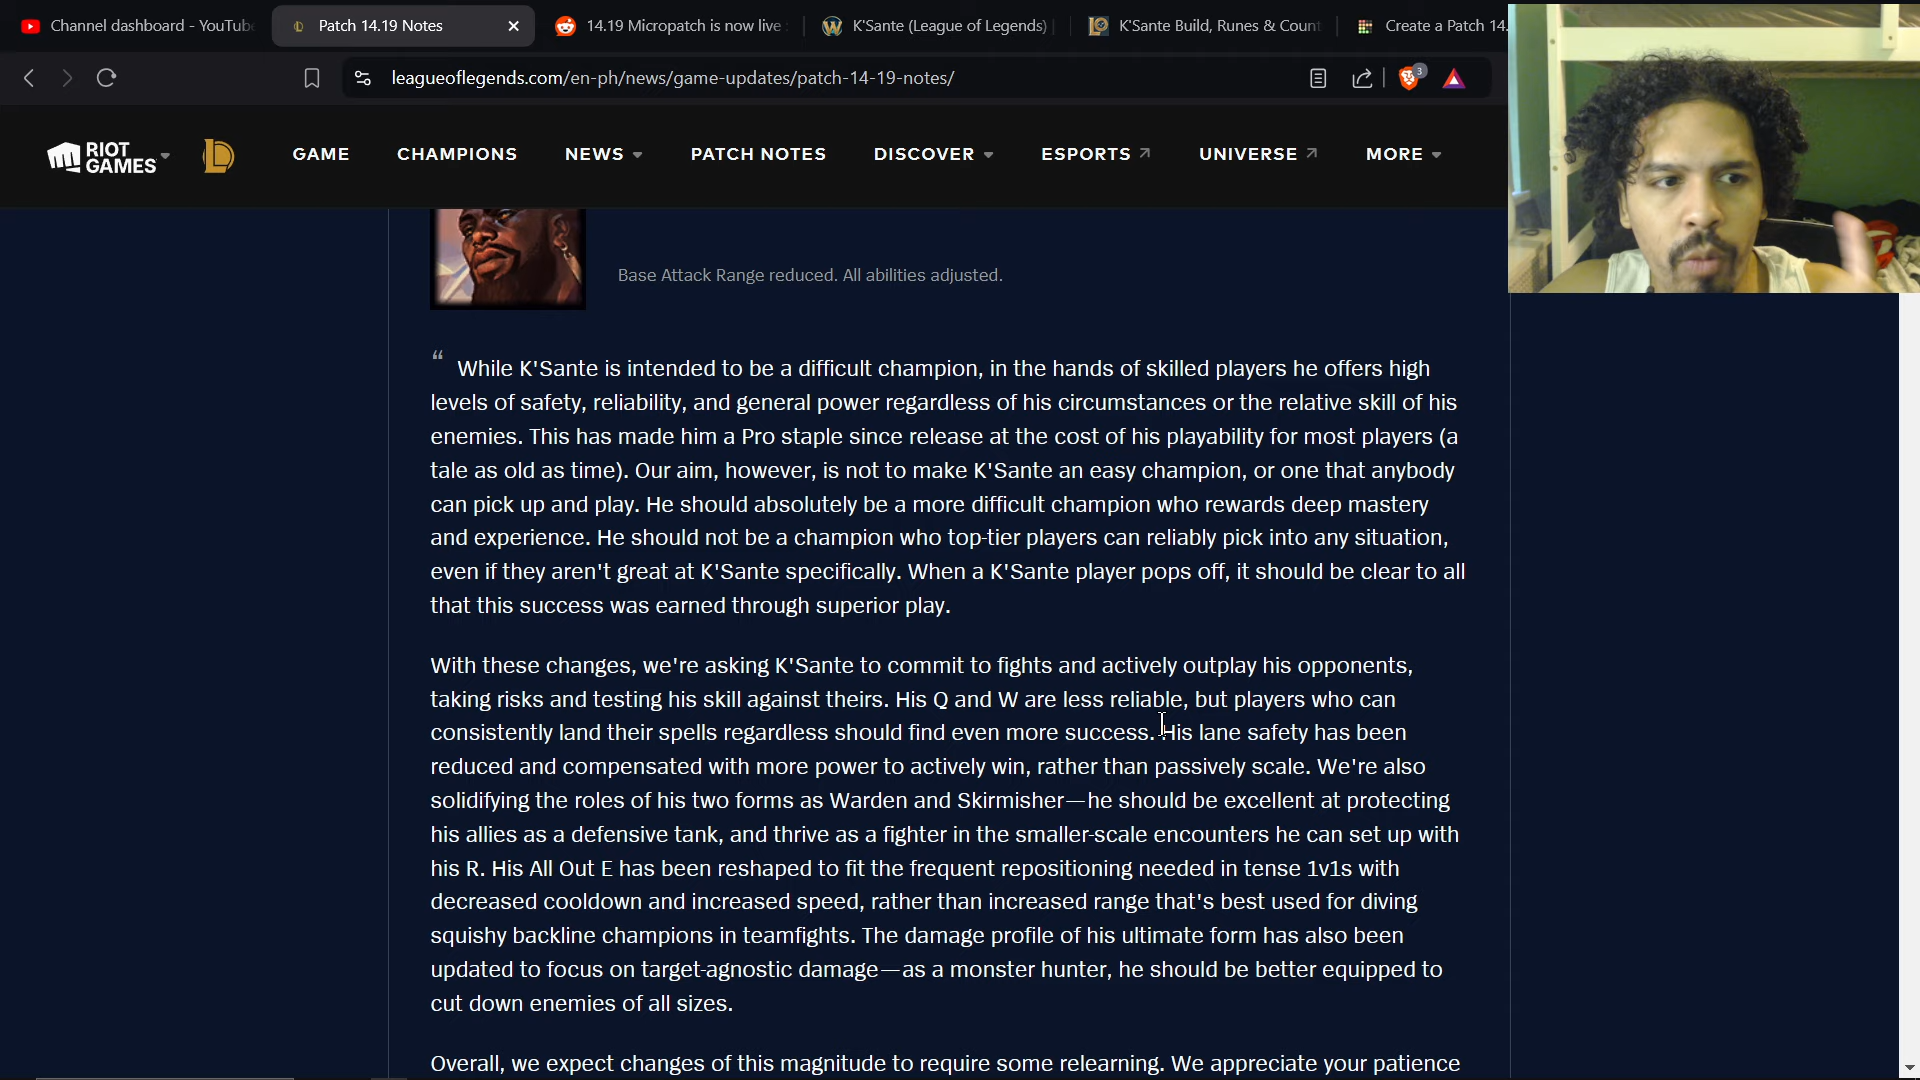 Channel dashboard - YouTube
Patch 14.19 Notes
14.19 Micropatch is now live
K'Sante (League of Legends)
K'Sante Build, Runes & Count
Create a Patch 14.
leagueoflegends.com/en-ph/news/game-updates/patch-14-19-notes/
3
RIOT GAMES
GAME
CHAMPIONS
NEWS
PATCH NOTES
DISCOVER
ESPORTS
UNIVERSE
MORE
Base Attack Range reduced. All abilities adjusted.
“ While K'Sante is intended to be a difficult champion, in the hands of skilled players he offers high
levels of safety, reliability, and general power regardless of his circumstances or the relative skill of his
enemies. This has made him a Pro staple since release at the cost of his playability for most players (a
tale as old as time). Our aim, however, is not to make K'Sante an easy champion, or one that anybody
can pick up and play. He should absolutely be a more difficult champion who rewards deep mastery
and experience. He should not be a champion who top-tier players can reliably pick into any situation,
even if they aren't great at K'Sante specifically. When a K'Sante player pops off, it should be clear to all
that this success was earned through superior play.
With these changes, we're asking K'Sante to commit to fights and actively outplay his opponents,
taking risks and testing his skill against theirs. His Q and W are less reliable, but players who can
consistently land their spells regardless should find even more success. His lane safety has been
reduced and compensated with more power to actively win, rather than passively scale. We're also
solidifying the roles of his two forms as Warden and Skirmisher—he should be excellent at protecting
his allies as a defensive tank, and thrive as a fighter in the smaller-scale encounters he can set up with
his R. His All Out E has been reshaped to fit the frequent repositioning needed in tense 1v1s with
decreased cooldown and increased speed, rather than increased range that's best used for diving
squishy backline champions in teamfights. The damage profile of his ultimate form has also been
updated to focus on target-agnostic damage—as a monster hunter, he should be better equipped to
cut down enemies of all sizes.
Overall, we expect changes of this magnitude to require some relearning. We appreciate your patience